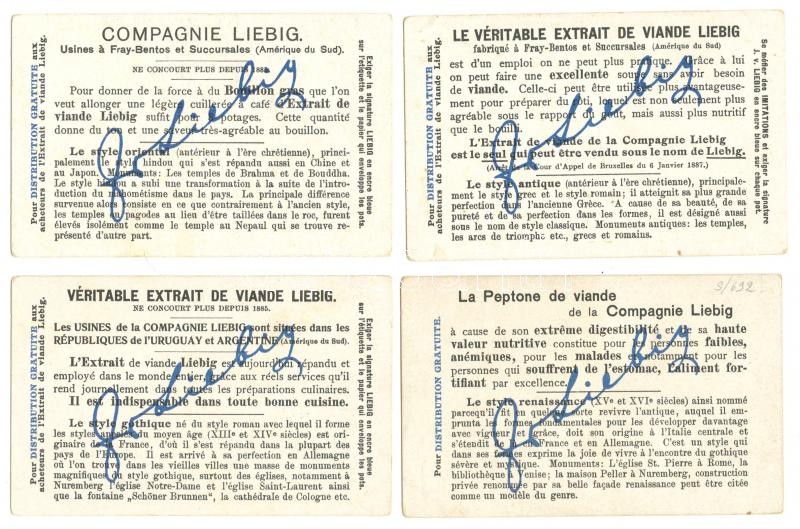 COMPAGNIE LIEBIG.
Usines à Fray-Bentos et Succursales (Amérique du Sud).
NE CONCOURT PLUS DEPUIS 1885.
Pour donner de la force à du Bouillon gras que l'on
veut allonger une légère cuillerée à café d'Extrait de
viande Liebig suffit pour potages. Cette quantité
donne du ton et une saveur très-agréable au bouillon.
Le style oriental (antérieur à l'ère chrétienne), princi-
palement le style hindou qui s'est répandu aussi en Chine et
au Japon. Monuments: Les temples de Brahma et de Bouddha.
Le style hindou a subi une transformation à la suite de l'intro-
duction du mahométisme dans le pays. La principale différence
survenue alors consiste en ce que contrairement à l'ancien style,
les temples et pagodes au lieu d'être taillées dans le roc, furent
élevés isolément comme le temple au Nepaul qui se trouve re-
présenté d'autre part.
Pour DISTRIBUTION GRATUITE aux
acheteurs de l'Extrait de viande Liebig.
Exiger la signature LIEBIG en encre bleue
sur l'étiquette et le papier qui enveloppe les pots.
J v Liebig
LE VÉRITABLE EXTRAIT DE VIANDE LIEBIG
fabriqué à Fray-Bentos et Succursales (Amérique du Sud)
est d'un emploi on ne peut plus pratique. Grâce à lui
on peut faire une excellente soupe sans avoir besoin
de viande. Celle-ci peut être utilisée plus avantageuse-
ment pour préparer du rôti, lequel est non seulement plus
agréable sous le rapport du goût, mais aussi plus nutritif
que le bouilli.
L'Extrait de viande de la Compagnie Liebig
est le seul qui peut être vendu sous le nom de Liebig.
(Arrêt de la Cour d'Appel de Bruxelles du 6 Janvier 1887.)
Le style antique (antérieur à l'ère chrétienne), principale-
ment le style grec et le style romain; il atteignit sa plus grande
perfection dans l'ancienne Grèce. A cause de sa beauté, de sa
pureté et de sa perfection dans les formes, il est désigné aussi
sous le nom de style classique. Monuments antiques: les temples,
les arcs de triomphe etc., grecs et romains.
Pour DISTRIBUTION GRATUITE aux
acheteurs de l'Extrait de viande Liebig.
Se méfier des IMITATIONS et exiger la signature
J. v. LIEBIG en encre bleue sur chaque pot.
J v Liebig
VÉRITABLE EXTRAIT DE VIANDE LIEBIG.
NE CONCOURT PLUS DEPUIS 1885.
Les USINES de la COMPAGNIE LIEBIG sont situées dans les
RÉPUBLIQUES de l'URUGUAY et ARGENTINE (Amérique du Sud).
L'Extrait de viande Liebig est aujourd'hui répandu et
employé dans le monde entier grâce aux réels services qu'il
rend journellement dans toutes les préparations culinaires.
Il est indispensable dans toute bonne cuisine.
Le style gothique né du style roman avec lequel il forme
les styles appelés du moyen âge (XIIIe et XIVe siècles) est ori-
ginaire de France, d'où il s'est répandu dans la plupart des
pays de l'Europe. Il est arrivé à sa perfection en Allemagne
où l'on trouve dans les vieilles villes une masse de monuments
magnifiques du style gothique, surtout des églises, notamment à
Nuremberg l'église Notre-Dame et l'église Saint-Laurent ainsi
que la fontaine „Schöner Brunnen“, la cathédrale de Cologne etc.
Pour DISTRIBUTION GRATUITE aux
acheteurs de l'Extrait de viande Liebig.
Exiger la signature LIEBIG en encre bleue
sur l'étiquette et le papier qui enveloppe les pots.
J v Liebig
S/692
La Peptone de viande
de la Compagnie Liebig
à cause de son extrême digestibilité et de sa haute
valeur nutritive constitue pour les personnes faibles,
anémiques, pour les malades et notamment pour les
personnes qui souffrent de l'estomac, l'aliment for-
tifiant par excellence.
Le style renaissance (XVe et XVIe siècles) ainsi nommé
parcequ'il fit en quelque sorte revivre l'antique, auquel il em-
prunta les formes fondamentales pour les développer davantage
avec vigueur et grâce, doit son origine à l'Italie centrale et
s'étendit de là en France et en Allemagne. C'est un style qui
dans ses formes exprime la joie de vivre à l'encontre du gothique
sévère et mystique. Monuments: L'église St. Pierre à Rome, la
bibliothèque à Venise; la maison Peller à Nuremberg, construction
privée renommée par sa belle façade renaissance peut être citée
comme un modèle du genre.
Pour DISTRIBUTION GRATUITE aux
acheteurs de l'Extrait de viande Liebig.
J v Liebig